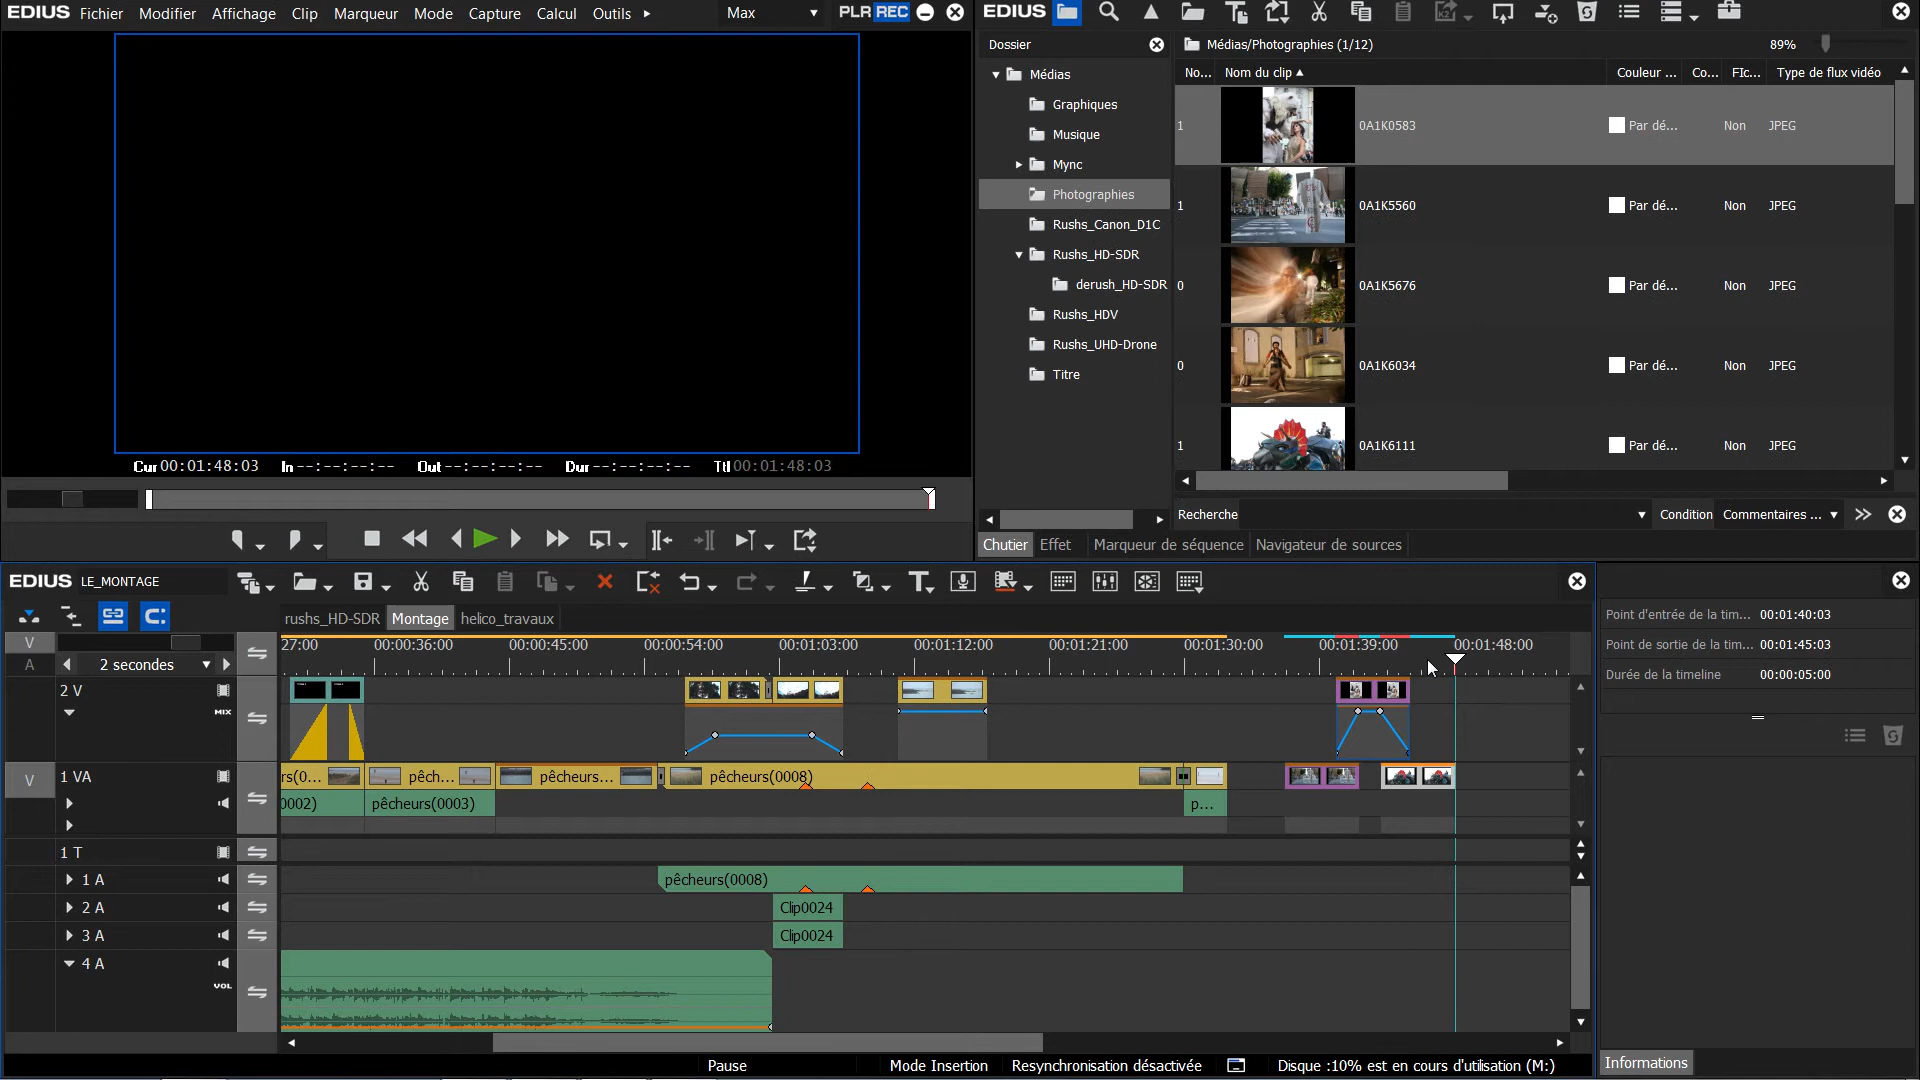 EDIUS Fichier Modifier Affichage Clip Marqueur Mode Capture Calcul Outils Max PLR REC
Cur 00:01:48:03 In --:--:--:-- Out --:--:--:-- Dur --:--:--:-- Ttl 00:01:48:03
EDIUS
Dossier
Médias
Graphiques
Musique
Mync
Photographies
Rushs_Canon_D1C
Rushs_HD-SDR
derush_HD-SDR
Rushs_HDV
Rushs_UHD-Drone
Titre
Médias/Photographies (1/12) 89%
No... Nom du clip Couleur ... Co... FIc... Type de flux vidéo
1 0A1K0583 Par dé... Non JPEG
1 0A1K5560 Par dé... Non JPEG
0 0A1K5676 Par dé... Non JPEG
0 0A1K6034 Par dé... Non JPEG
1 0A1K6111 Par dé... Non JPEG
Recherche Condition Commentaires ...
Chutier Effet Marqueur de séquence Navigateur de sources
EDIUS LE_MONTAGE
rushs_HD-SDR Montage helico_travaux
V
A 2 secondes
27:00 00:00:36:00 00:00:45:00 00:00:54:00 00:01:03:00 00:01:12:00 00:01:21:00 00:01:30:00 00:01:39:00 00:01:48:00
2 V
MIX
V 1 VA
rs(0... pêch... pêcheurs... pêcheurs(0008)
0002) pêcheurs(0003) p...
1 T
1 A pêcheurs(0008)
2 A Clip0024
3 A Clip0024
4 A
VOL
Point d'entrée de la tim... 00:01:40:03
Point de sortie de la tim... 00:01:45:03
Durée de la timeline 00:00:05:00
Informations
Pause Mode Insertion Resynchronisation désactivée Disque :10% est en cours d'utilisation (M:)